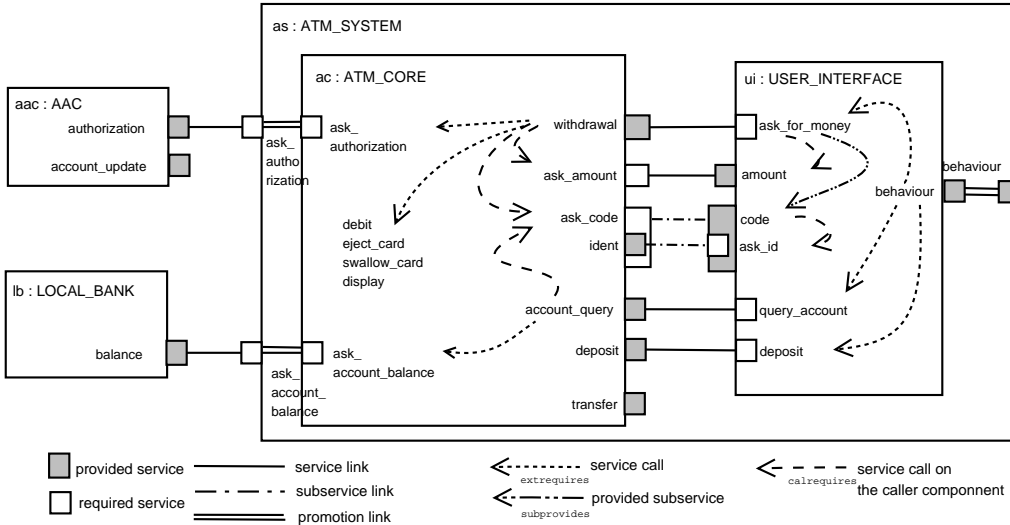 as : ATM_SYSTEM
ac : ATM_CORE
ui : USER_INTERFACE
aac : AAC
authorization
account_update
ask_
autho
rization
ask_
authorization
withdrawal
ask_for_money
ask_amount
amount
behaviour
behaviour
ask_code
code
ident
ask_id
debit
eject_card
swallow_card
display
lb : LOCAL_BANK
balance
account_query
query_account
deposit
deposit
ask_
account_balance
ask_
account_
balance
transfer
provided service
service link
service call
extrequires
service call on
the caller componnent
calrequires
required service
subservice link
provided subservice
subprovides
promotion link